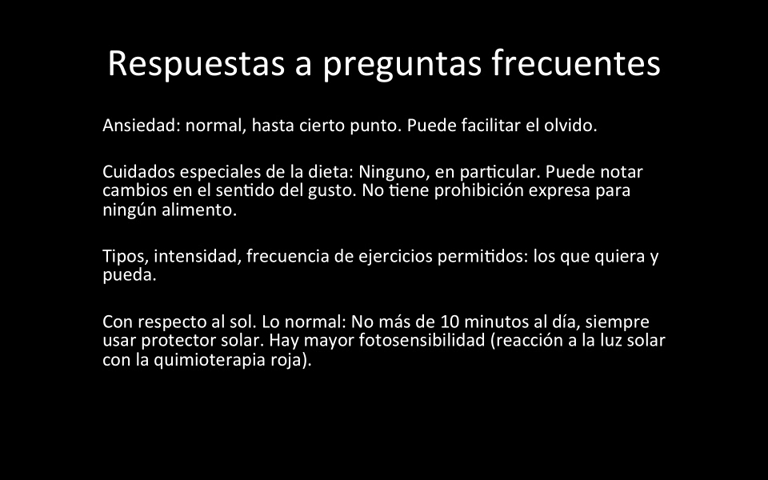 Respuestas a preguntas frecuentes
Ansiedad: normal, hasta cierto punto. Puede facilitar el olvido.
Cuidados especiales de la dieta: Ninguno, en particular. Puede notar
cambios en el sentido del gusto. No tiene prohibición expresa para
ningún alimento.
Tipos, intensidad, frecuencia de ejercicios permitidos: los que quiera y
pueda.
Con respecto al sol. Lo normal: No más de 10 minutos al día, siempre
usar protector solar. Hay mayor fotosensibilidad (reacción a la luz solar
con la quimioterapia roja).